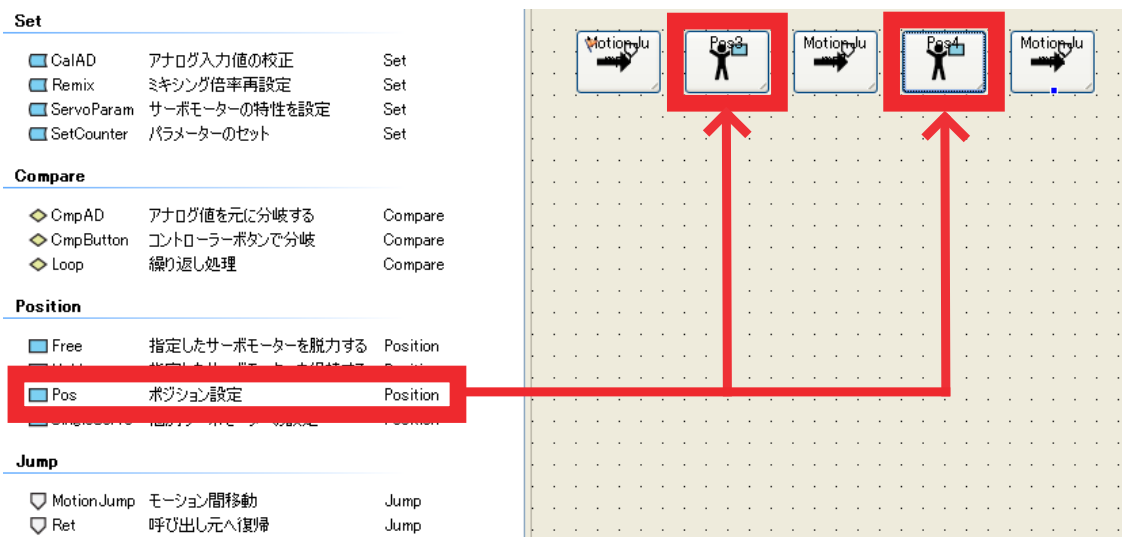 Set
CalAD アナログ入力値の校正 Set
Remix ミキシング倍率再設定 Set
ServoParam サーボモーターの特性を設定 Set
SetCounter パラメーターのセット Set
Compare
CmpAD アナログ値を元に分岐する Compare
CmpButton コントローラーボタンで分岐 Compare
Loop 繰り返し処理 Compare
Position
Free 指定したサーボモーターを脱力する Position
Pos ポジション設定 Position
Jump
MotionJump モーション間移動 Jump
Ret 呼び出し元へ復帰 Jump
MotionJu
Pos3
MotionJu
Pos4
MotionJu